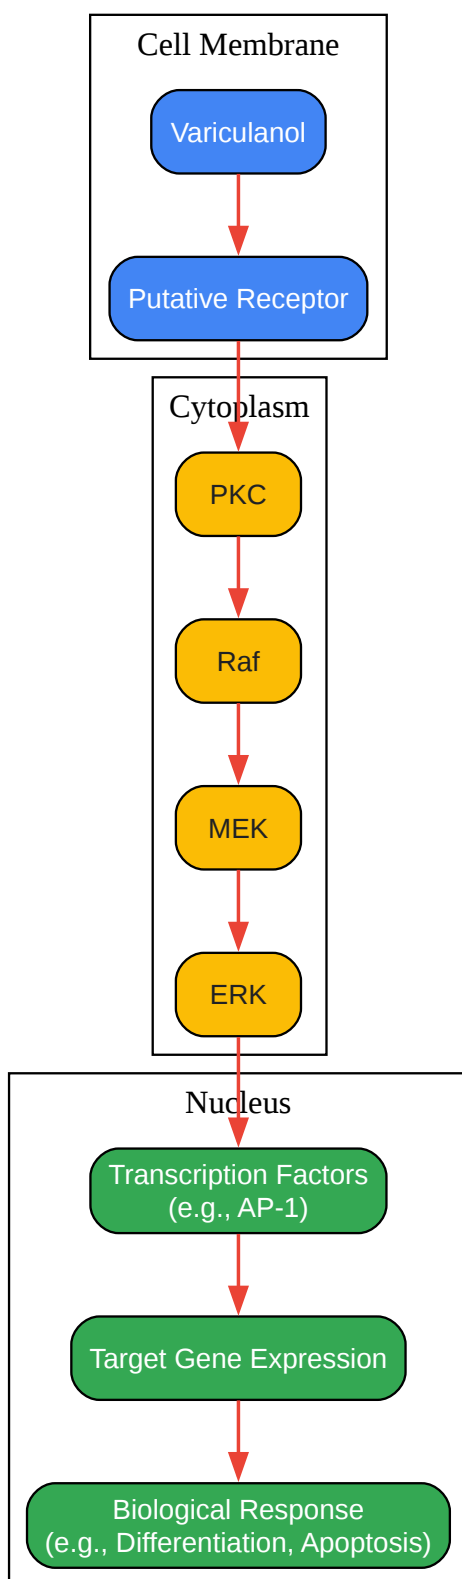 Cell Membrane
Variculanol
Putative Receptor
Cytoplasm
PKC
Raf
MEK
ERK
Nucleus
Transcription Factors
(e.g., AP-1)
Target Gene Expression
Biological Response
(e.g., Differentiation, Apoptosis)